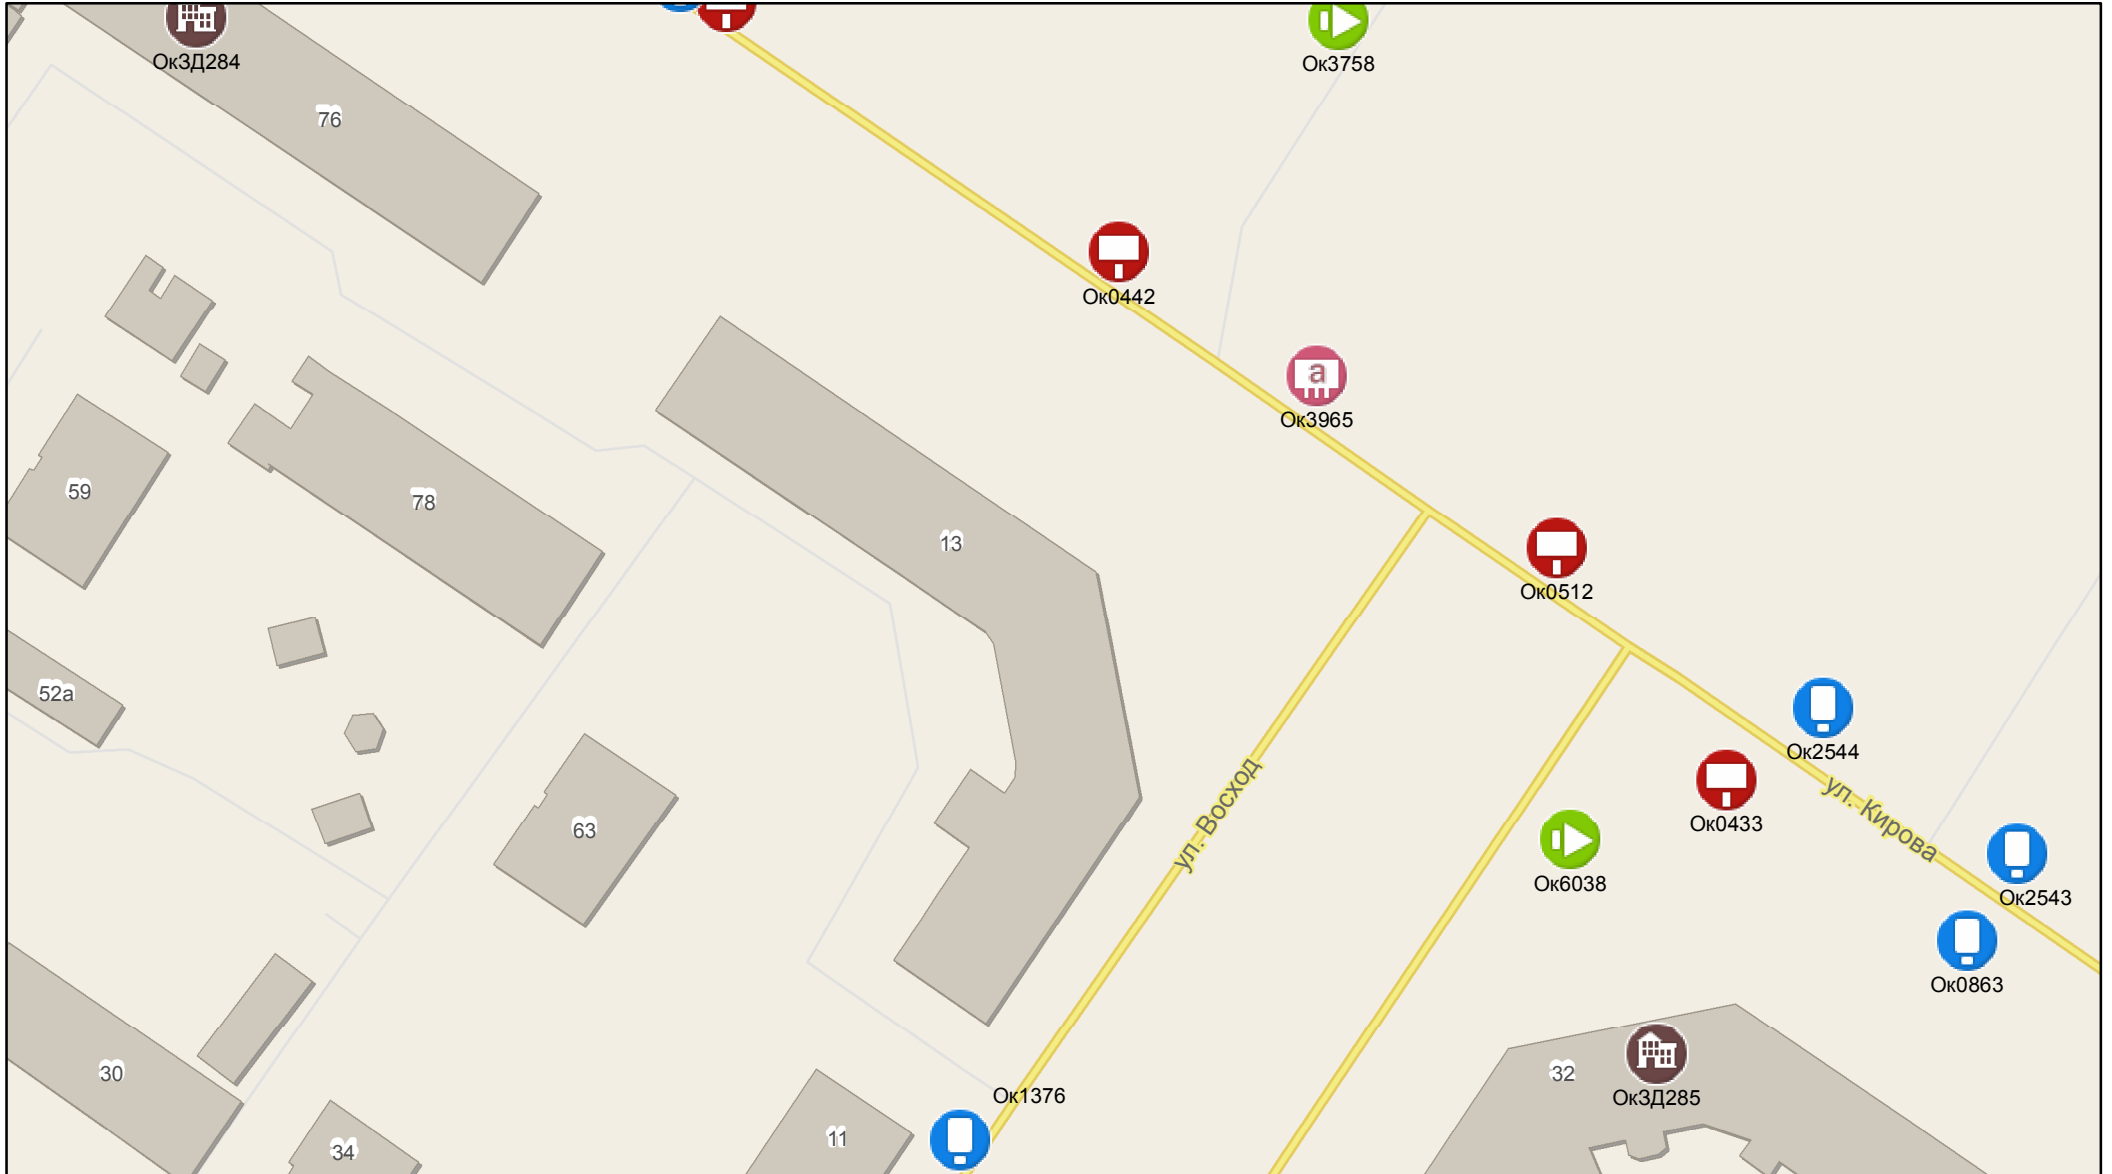 ОкЗД284
Ок3758
76
Ок0442
a
Ок3965
59
78
13
Ок0512
52а
Ок2544
ул. Восход
ул. Кирова
Ок0433
63
Ок6038
Ок2543
Ок0863
30
32
ОкЗД285
Ок1376
34
11